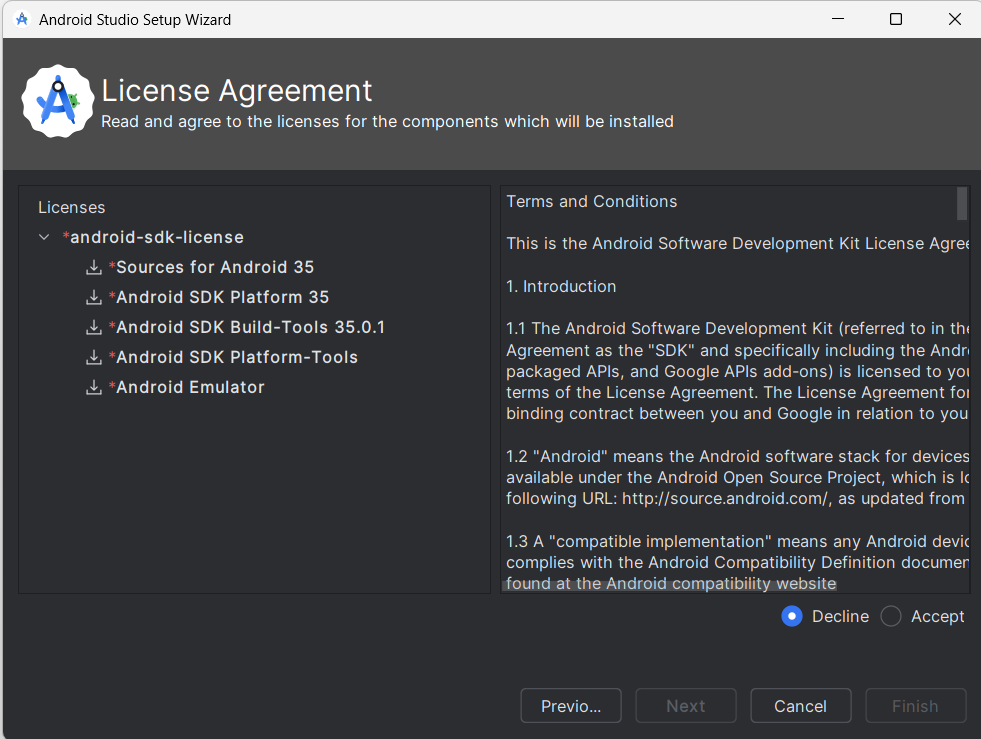 Android Studio Setup Wizard
License Agreement
Read and agree to the licenses for the components which will be installed
Licenses
*android-sdk-license
*Sources for Android 35
*Android SDK Platform 35
*Android SDK Build-Tools 35.0.1
*Android SDK Platform-Tools
*Android Emulator
Terms and Conditions
This is the Android Software Development Kit License Agree
1. Introduction
1.1 The Android Software Development Kit (referred to in the
Agreement as the "SDK" and specifically including the Andr
packaged APIs, and Google APIs add-ons) is licensed to you
terms of the License Agreement. The License Agreement for
binding contract between you and Google in relation to you
1.2 "Android" means the Android software stack for devices
available under the Android Open Source Project, which is lo
following URL: http://source.android.com/, as updated from
1.3 A "compatible implementation" means any Android devic
complies with the Android Compatibility Definition documen
found at the Android compatibility website
Decline
Accept
Previo...
Next
Cancel
Finish